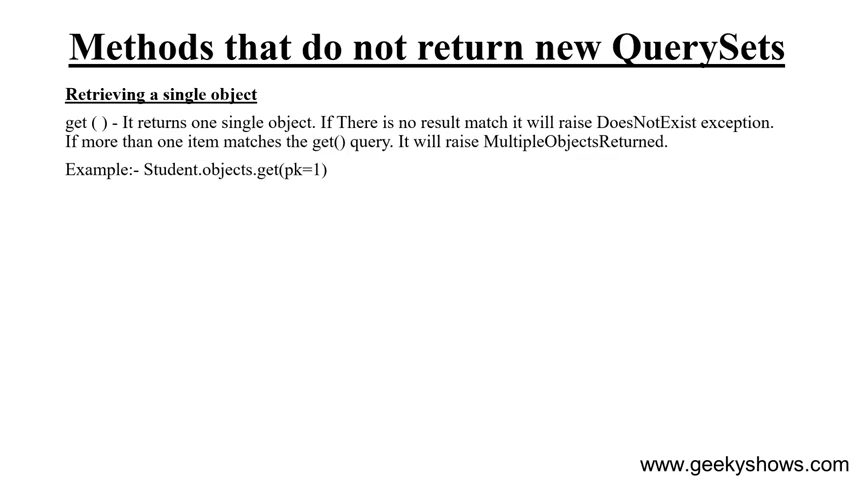 Methods that do not return new QuerySets
Retrieving a single object
get ( ) - It returns one single object. If There is no result match it will raise DoesNotExist exception.
If more than one item matches the get() query. It will raise MultipleObjectsReturned.
Example:- Student.objects.get(pk=1)
www.geekyshows.com